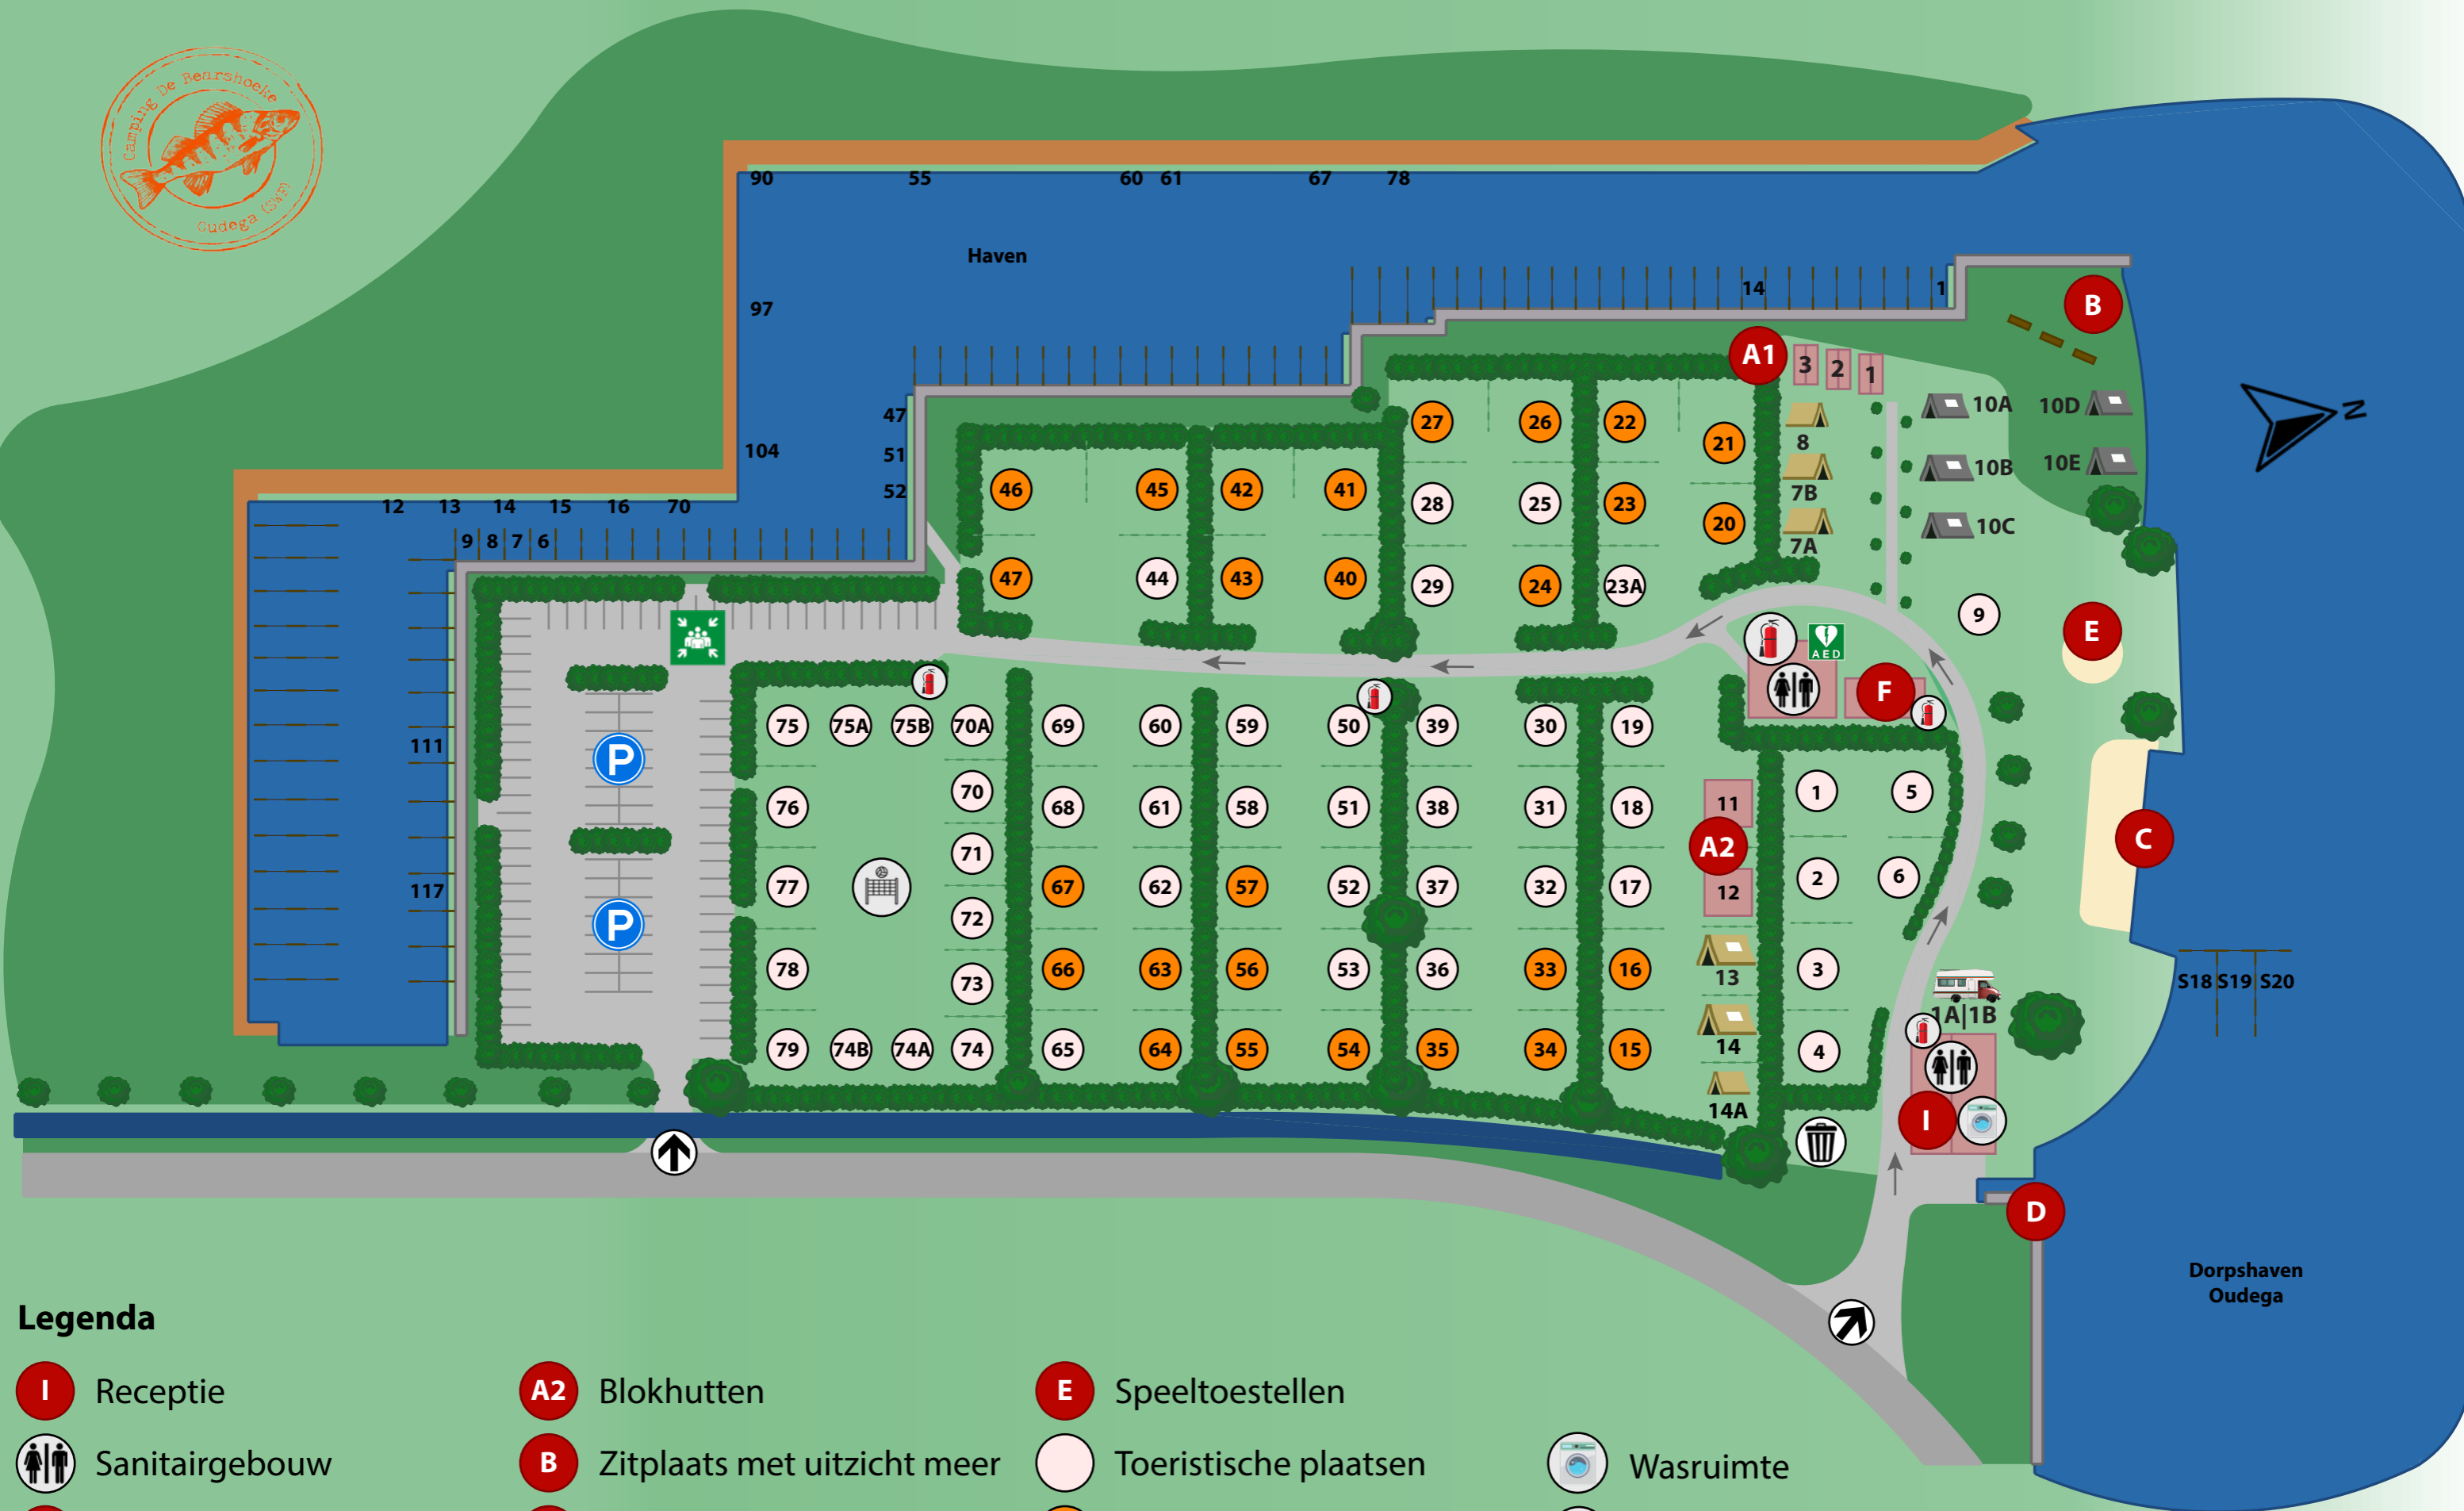 Camping De Bearshoeke
Oudega (SWF)
90 55 60 61 67 78
Haven
14 1
97
B
A1
3 2 1
10A 10D
47
27 26 22
8
21
104
51
10B 10E
46 45 42 41
52
7B
28 25 23
12 13 14 15 16 70
20
10C
9 8 7 6
7A
47 44 43 40
29 24 23A
9
E
AED
F
N
75 75A 75B 70A 69 60 59 50 39 30 19
111
P
70
1 5
76
68 61 58 51 38 31 18
11
C
71
A2
117
77
67 62 57 52 37 32 17
12
2 6
72
P
78
66 63 56 53 36 33 16
13
3
73
S18 S19 S20
1A|1B
79 74B 74A 74 65 64 55 54 35 34 15
14
4
14A
I
D
Dorpshaven
Oudega
Legenda
I Receptie
A2 Blokhutten
E Speeltoestellen
Sanitairgebouw
B Zitplaats met uitzicht meer
Toeristische plaatsen
Wasruimte